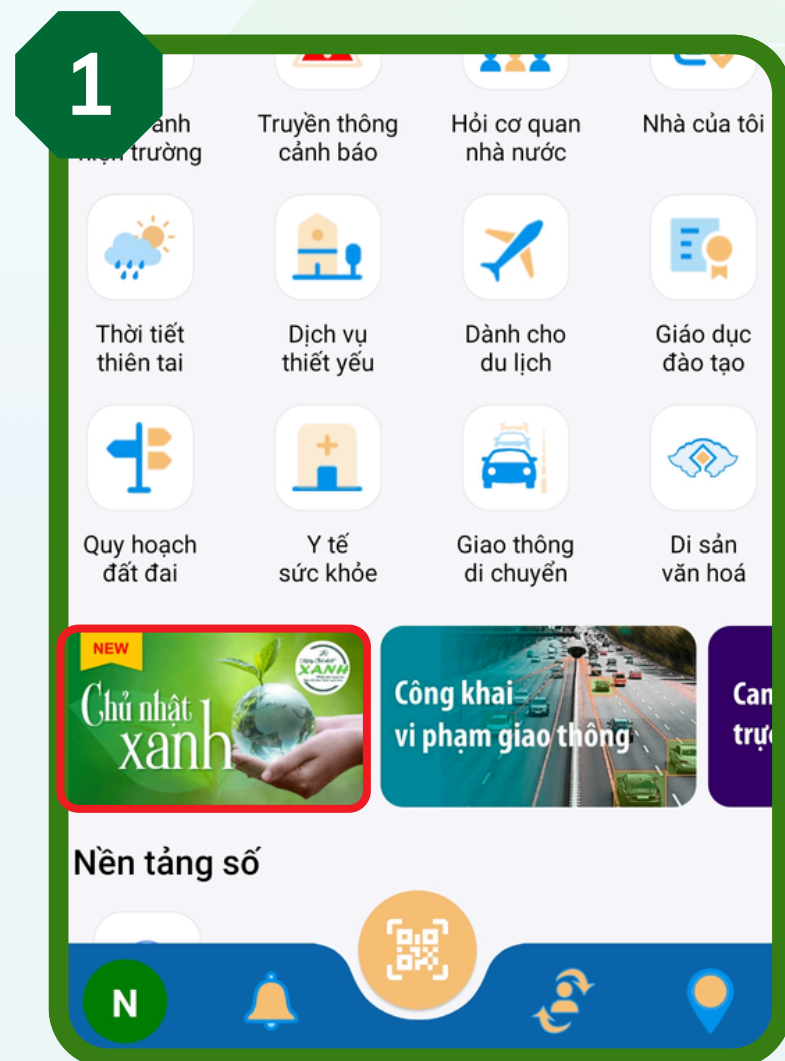 1
ánh
trường
Truyền thông
cảnh báo
Hỏi cơ quan
nhà nước
Nhà của tôi
Thời tiết
thiên tai
Dịch vụ
thiết yếu
Dành cho
du lịch
Giáo dục
đào tạo
Quy hoạch
đất đai
Y tế
sức khỏe
Giao thông
di chuyển
Di sản
văn hoá
NEW
Chủ nhật
xanh
XANH
Công khai
vi phạm giao thông
Nền tảng số
N